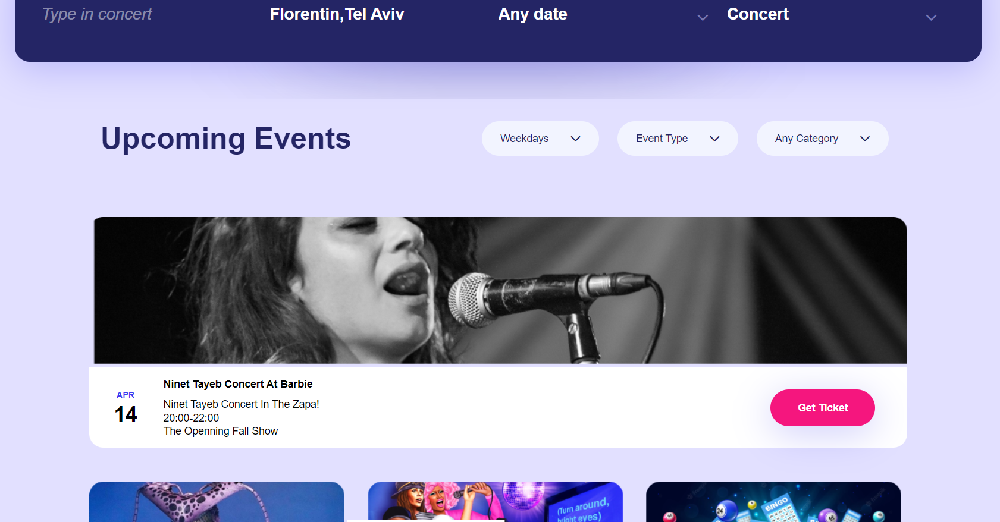 Type in concert
Florentin,Tel Aviv
Any date
Concert
Upcoming Events
Weekdays
Event Type
Any Category
APR
14
Ninet Tayeb Concert At Barbie
Ninet Tayeb Concert In The Zapa!
20:00-22:00
The Openning Fall Show
Get Ticket
(Turn around,
bright eyes)
24
BINGO